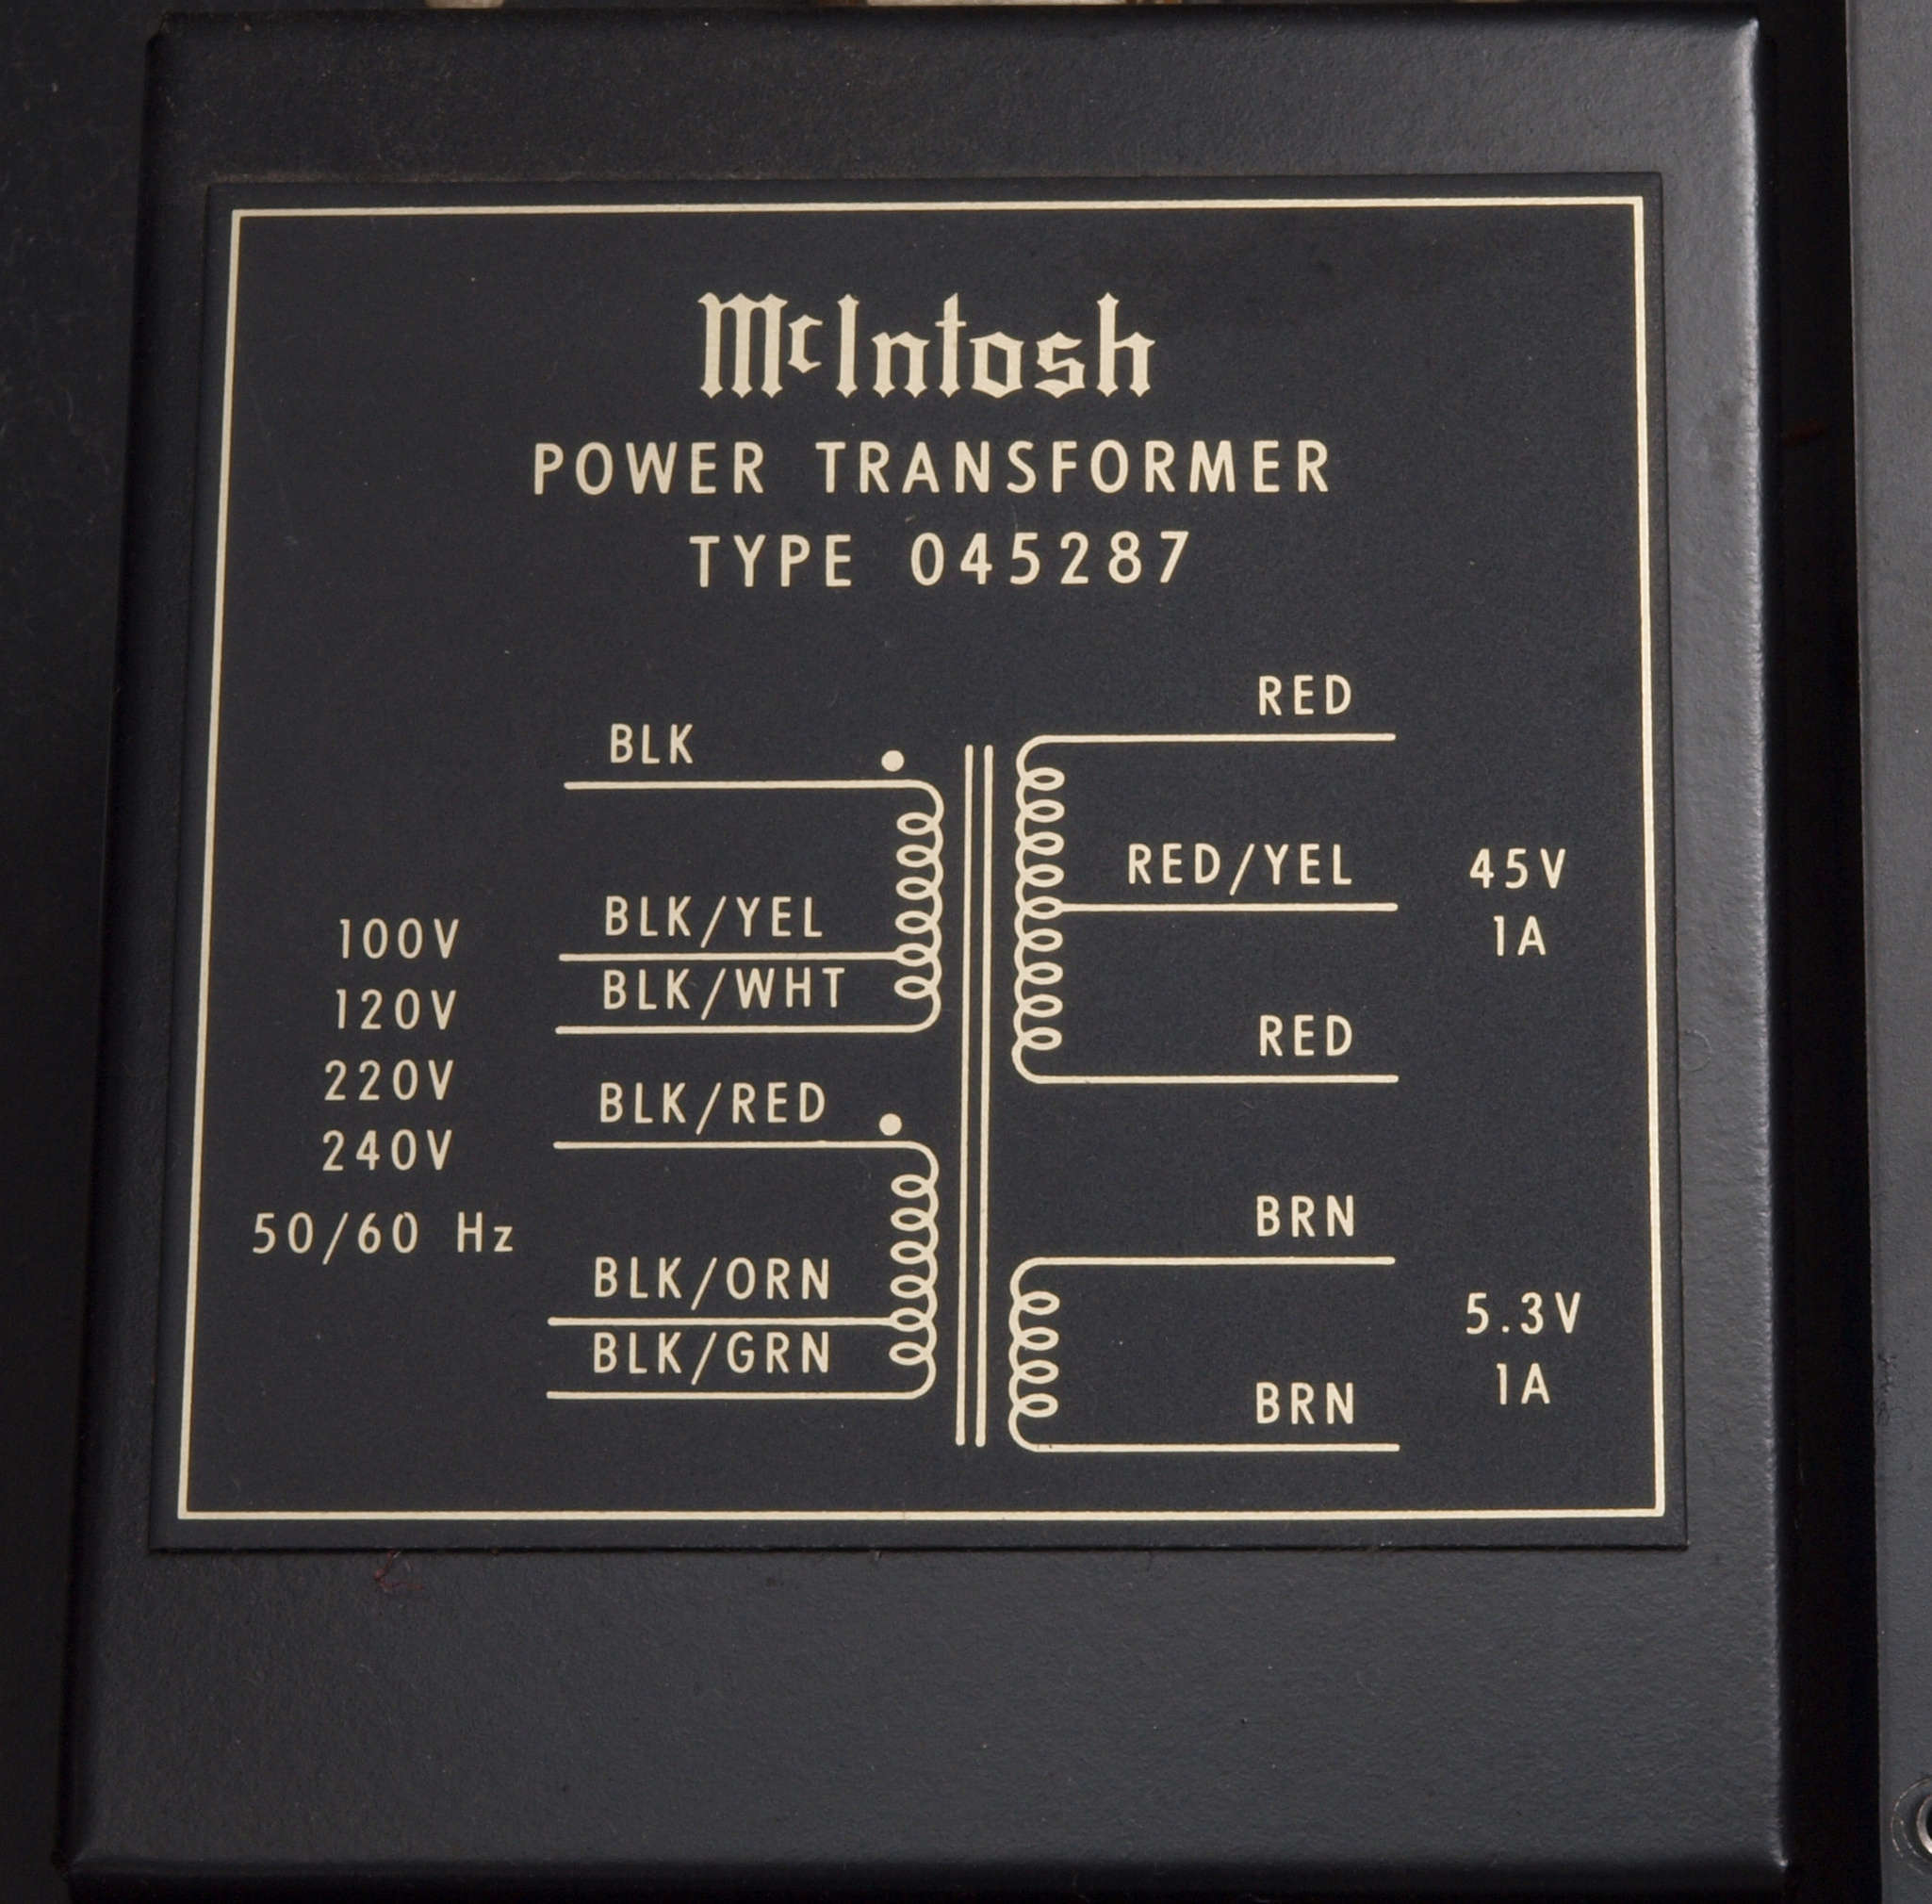 McIntosh
POWER TRANSFORMER
TYPE 045287
BLK
BLK/YEL
BLK/WHT
BLK/RED
BLK/ORN
BLK/GRN
100V
120V
220V
240V
50/60 Hz
RED
RED/YEL
RED
45V
1A
BRN
BRN
5.3V
1A